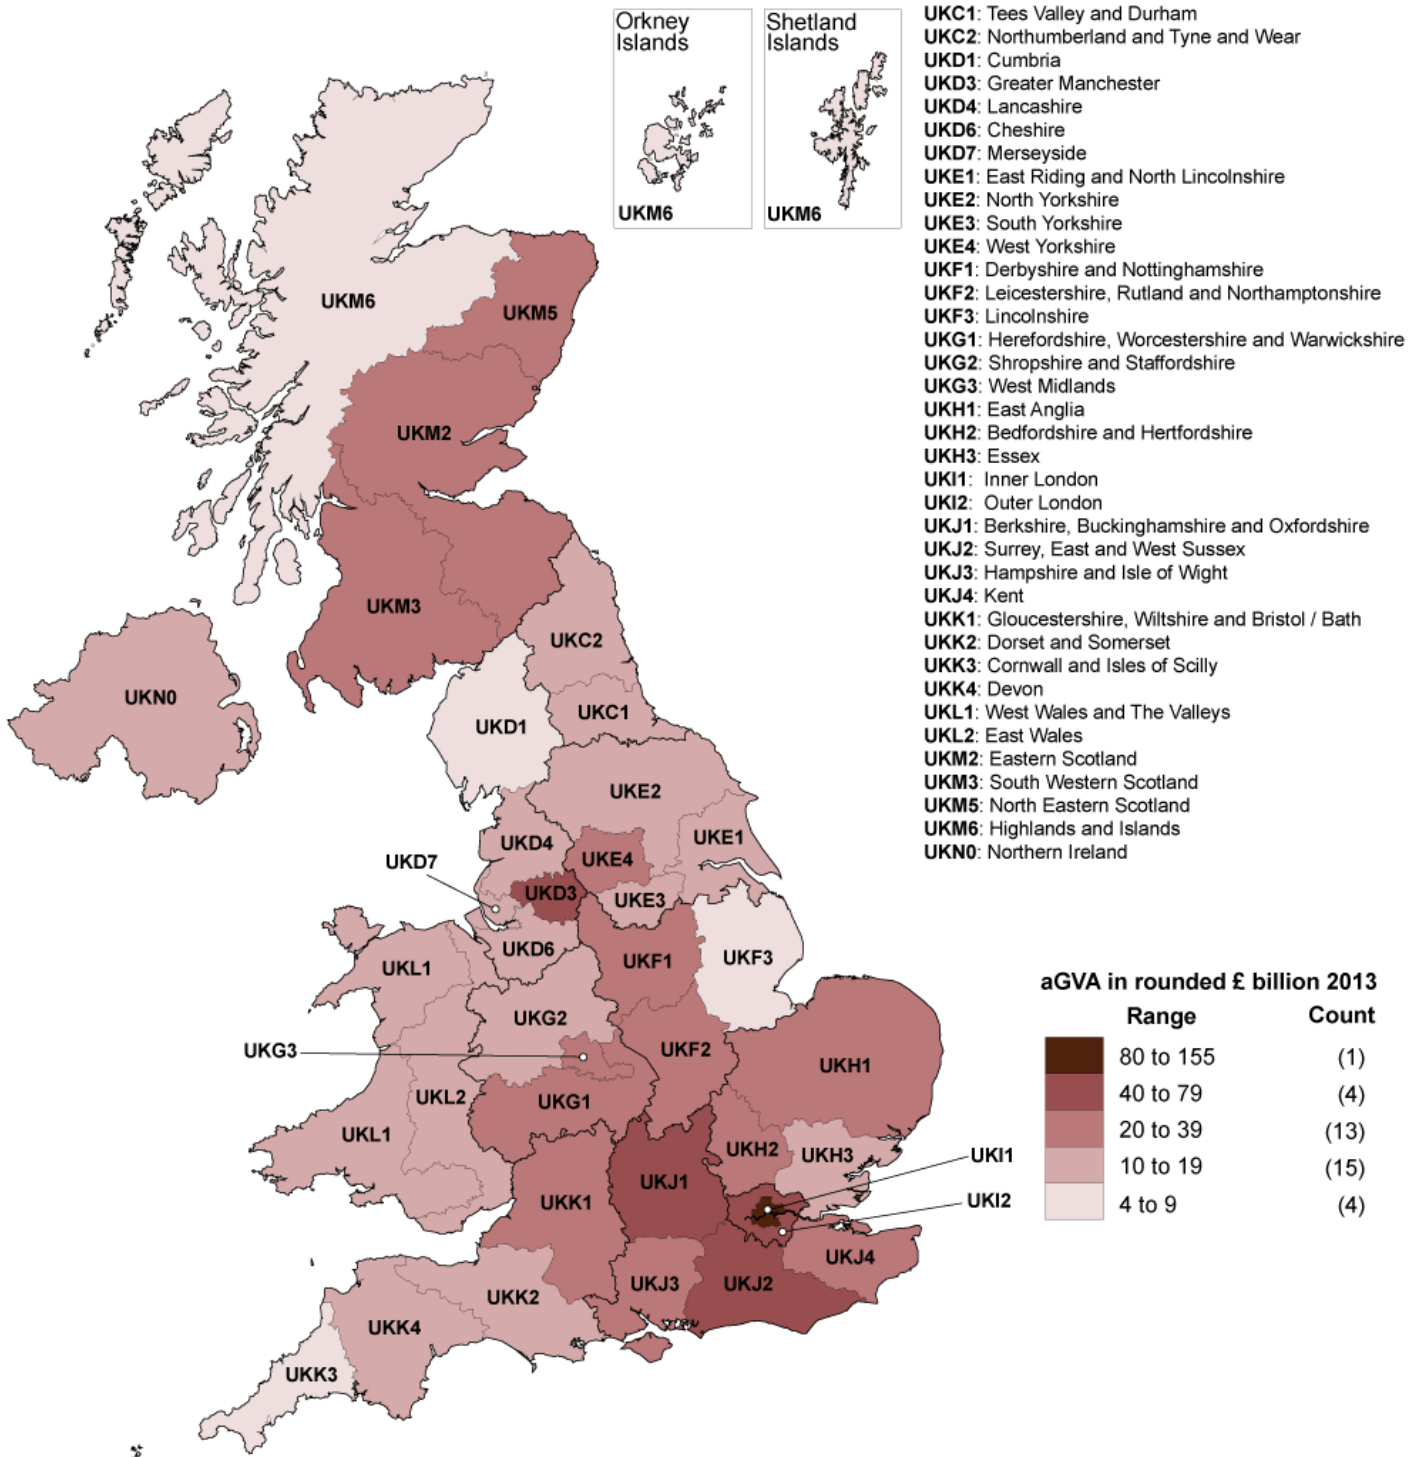 Orkney
Islands
UKM6
Shetland
Islands
UKM6
UKC1: Tees Valley and Durham
UKC2: Northumberland and Tyne and Wear
UKD1: Cumbria
UKD3: Greater Manchester
UKD4: Lancashire
UKD6: Cheshire
UKD7: Merseyside
UKE1: East Riding and North Lincolnshire
UKE2: North Yorkshire
UKE3: South Yorkshire
UKE4: West Yorkshire
UKF1: Derbyshire and Nottinghamshire
UKF2: Leicestershire, Rutland and Northamptonshire
UKF3: Lincolnshire
UKG1: Herefordshire, Worcestershire and Warwickshire
UKG2: Shropshire and Staffordshire
UKG3: West Midlands
UKH1: East Anglia
UKH2: Bedfordshire and Hertfordshire
UKH3: Essex
UKI1: Inner London
UKI2: Outer London
UKJ1: Berkshire, Buckinghamshire and Oxfordshire
UKJ2: Surrey, East and West Sussex
UKJ3: Hampshire and Isle of Wight
UKJ4: Kent
UKK1: Gloucestershire, Wiltshire and Bristol / Bath
UKK2: Dorset and Somerset
UKK3: Cornwall and Isles of Scilly
UKK4: Devon
UKL1: West Wales and The Valleys
UKL2: East Wales
UKM2: Eastern Scotland
UKM3: South Western Scotland
UKM5: North Eastern Scotland
UKM6: Highlands and Islands
UKN0: Northern Ireland
UKM6
UKM5
UKM2
UKM3
UKC2
UKN0
UKC1
UKD1
UKE2
UKE1
UKD4
UKE4
UKD7
UKD3
UKE3
UKD6
UKF1
UKF3
UKL1
UKG2
UKG3
UKF2
UKH1
UKL2
UKG1
UKL1
UKH2
UKH3
UKI1
UKJ1
UKK1
UKI2
UKJ4
UKJ3
UKJ2
UKK2
UKK4
UKK3
aGVA in rounded £ billion 2013
Range Count
80 to 155 (1)
40 to 79 (4)
20 to 39 (13)
10 to 19 (15)
4 to 9 (4)